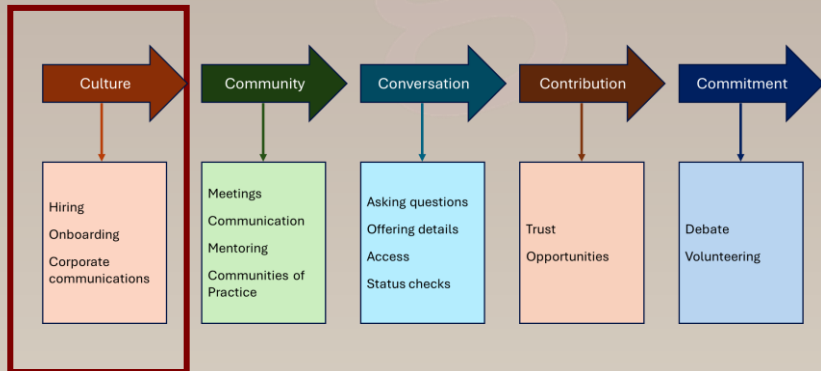 Culture
Community
Conversation
Contribution
Commitment
Hiring
Onboarding
Corporate
communications
Meetings
Communication
Mentoring
Communities of
Practice
Asking questions
Offering details
Access
Status checks
Trust
Opportunities
Debate
Volunteering